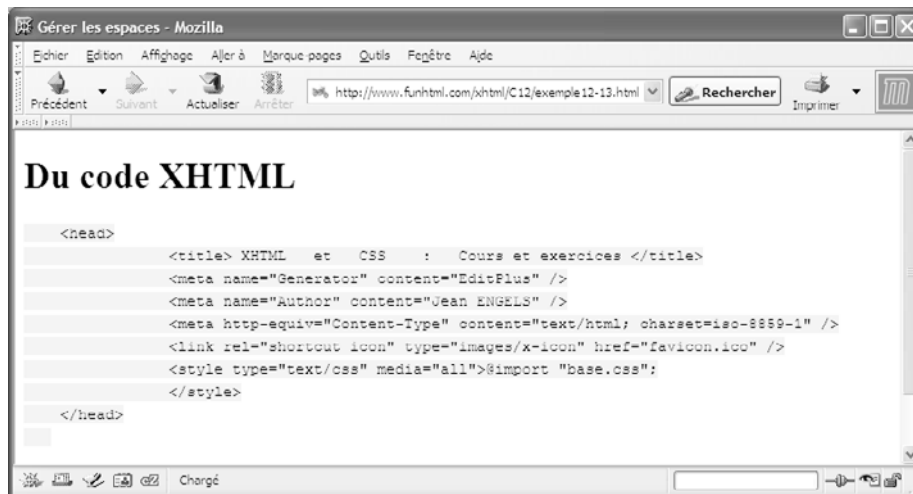 Gérer les espaces - Mozilla
Fichier Edition Affichage Aller à Marque-pages Outils Fenêtre Aide
Précédent Suivant Actualiser Arrêter http://www.funhtml.com/xhtml/C12/exemple12-13.html Rechercher Imprimer
Du code XHTML
<head>
<title> XHTML et CSS : Cours et exercices </title>
<meta name="Generator" content="EditPlus" />
<meta name="Author" content="Jean ENGELS" />
<meta http-equiv="Content-Type" content="text/html; charset=iso-8859-1" />
<link rel="shortcut icon" type="images/x-icon" href="favicon.ico" />
<style type="text/css" media="all">@import "base.css";
</style>
</head>
Chargé